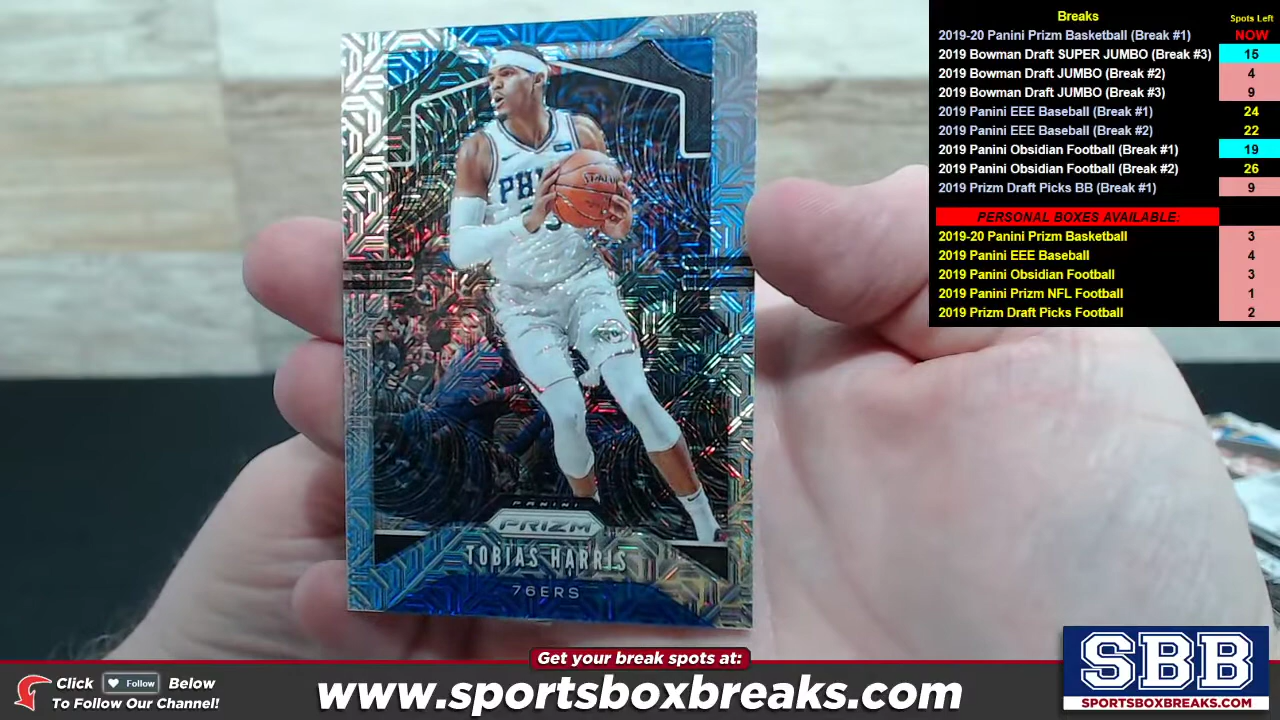 Breaks
Spots Left
2019-20 Panini Prizm Basketball (Break #1) NOW
2019 Bowman Draft SUPER JUMBO (Break #3) 15
2019 Bowman Draft JUMBO (Break #2) 4
2019 Bowman Draft JUMBO (Break #3) 9
2019 Panini EEE Baseball (Break #1) 24
2019 Panini EEE Baseball (Break #2) 22
2019 Panini Obsidian Football (Break #1) 19
2019 Panini Obsidian Football (Break #2) 26
2019 Prizm Draft Picks BB (Break #1) 9
PERSONAL BOXES AVAILABLE:
2019-20 Panini Prizm Basketball 3
2019 Panini EEE Baseball 4
2019 Panini Obsidian Football 3
2019 Panini Prizm NFL Football 1
2019 Prizm Draft Picks Football 2
PANINI
PRIZM
TOBIAS HARRIS
76ERS
Get your break spots at:
www.sportsboxbreaks.com
Click Follow Below
To Follow Our Channel!
SBB
SPORTSBOXBREAKS.COM